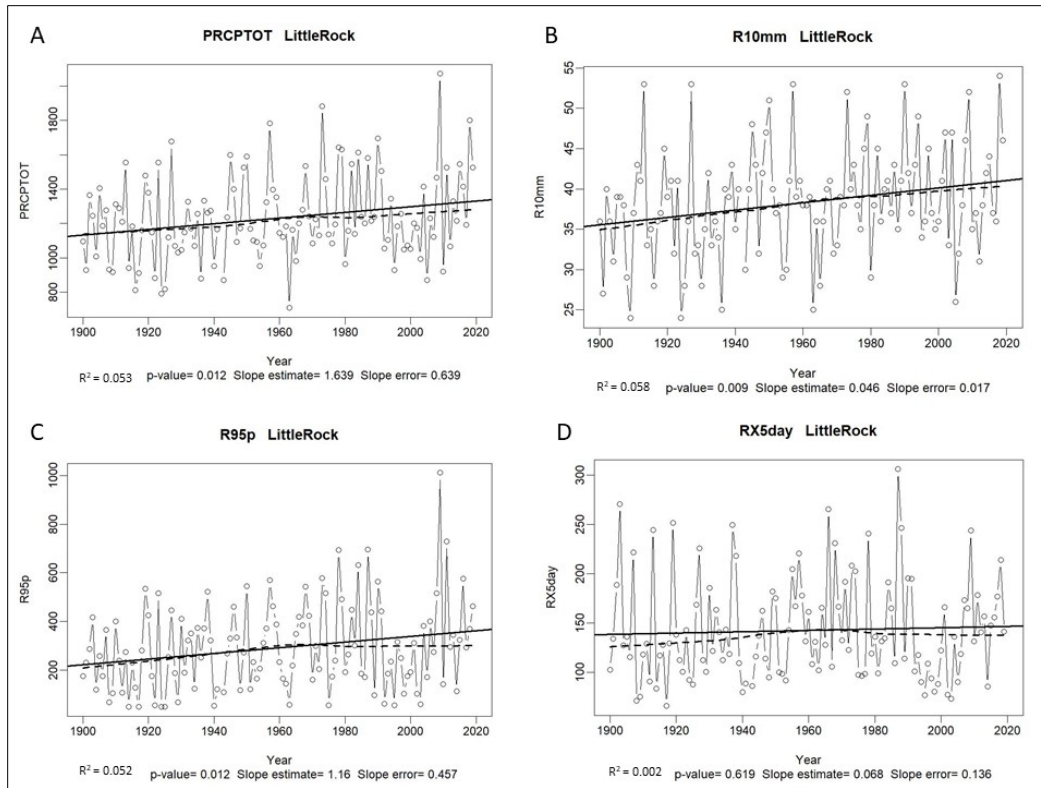 A
PRCPTOT LittleRock
PRCPTOT
800 1000 1400 1800
1900 1920 1940 1960 1980 2000 2020
Year
R² = 0.053 p-value= 0.012 Slope estimate= 1.639 Slope error= 0.639
B
R10mm LittleRock
R10mm
25 30 35 40 45 50 55
1900 1920 1940 1960 1980 2000 2020
Year
R² = 0.058 p-value= 0.009 Slope estimate= 0.046 Slope error= 0.017
C
R95p LittleRock
R95p
200 400 600 800 1000
1900 1920 1940 1960 1980 2000 2020
Year
R² = 0.052 p-value= 0.012 Slope estimate= 1.16 Slope error= 0.457
D
RX5day LittleRock
RX5day
100 150 200 250 300
1900 1920 1940 1960 1980 2000 2020
Year
R² = 0.002 p-value= 0.619 Slope estimate= 0.068 Slope error= 0.136